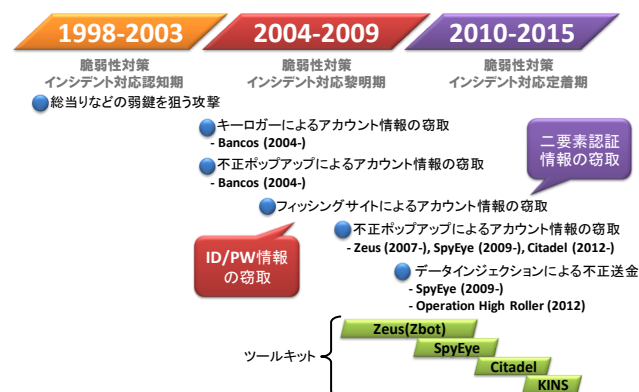 1998-2003
2004-2009
2010-2015
脆弱性対策
インシデント対応認知期
脆弱性対策
インシデント対応黎明期
脆弱性対策
インシデント対応定着期
総当りなどの弱鍵を狙う攻撃
キーロガーによるアカウント情報の窃取
- Bancos (2004-)
不正ポップアップによるアカウント情報の窃取
- Bancos (2004-)
二要素認証
情報の窃取
フィッシングサイトによるアカウント情報の窃取
不正ポップアップによるアカウント情報の窃取
- Zeus (2007-), SpyEye (2009-), Citadel (2012-)
ID/PW情報
の窃取
データインジェクションによる不正送金
- SpyEye (2009-)
- Operation High Roller (2012)
ツールキット
Zeus(Zbot)
SpyEye
Citadel
KINS